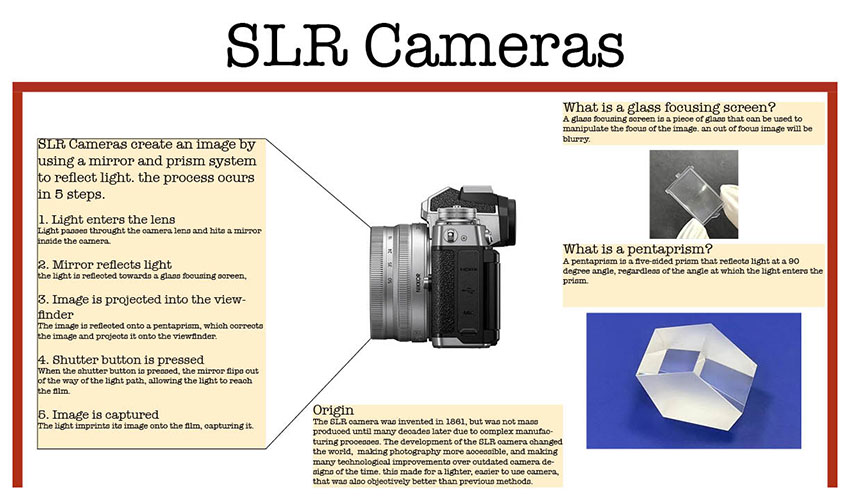 SLR Cameras
SLR Cameras create an image by
using a mirror and prism system
to reflect light. the process ocurs
in 5 steps.
1. Light enters the lens
Light passes throught the camera lens and hits a mirror
inside the camera.
2. Mirror reflects light
the light is reflected towards a glass focusing screen,
3. Image is projected into the view-
finder
The image is reflected onto a pentaprism, which corrects
the image and projects it onto the viewfinder.
4. Shutter button is pressed
When the shutter button is pressed, the mirror flips out
of the way of the light path, allowing the light to reach
the film.
5. Image is captured
The light imprints its image onto the film, capturing it.
NIKKOR
HDMI
Origin
The SLR camera was invented in 1861, but was not mass
produced until many decades later due to complex manufac-
turing processes. The development of the SLR camera changed
the world,  making photography more accessible, and making
many technological improvements over outdated camera de-
signs of the time. this made for a lighter, easier to use camera,
that was also objectively better than previous methods.
What is a glass focusing screen?
A glass focusing screen is a piece of glass that can be used to
manipulate the focus of the image. an out of focus image will be
blurry.
What is a pentaprism?
A pentaprism is a five-sided prism that reflects light at a 90
degree angle, regardless of the angle at which the light enters the
prism.